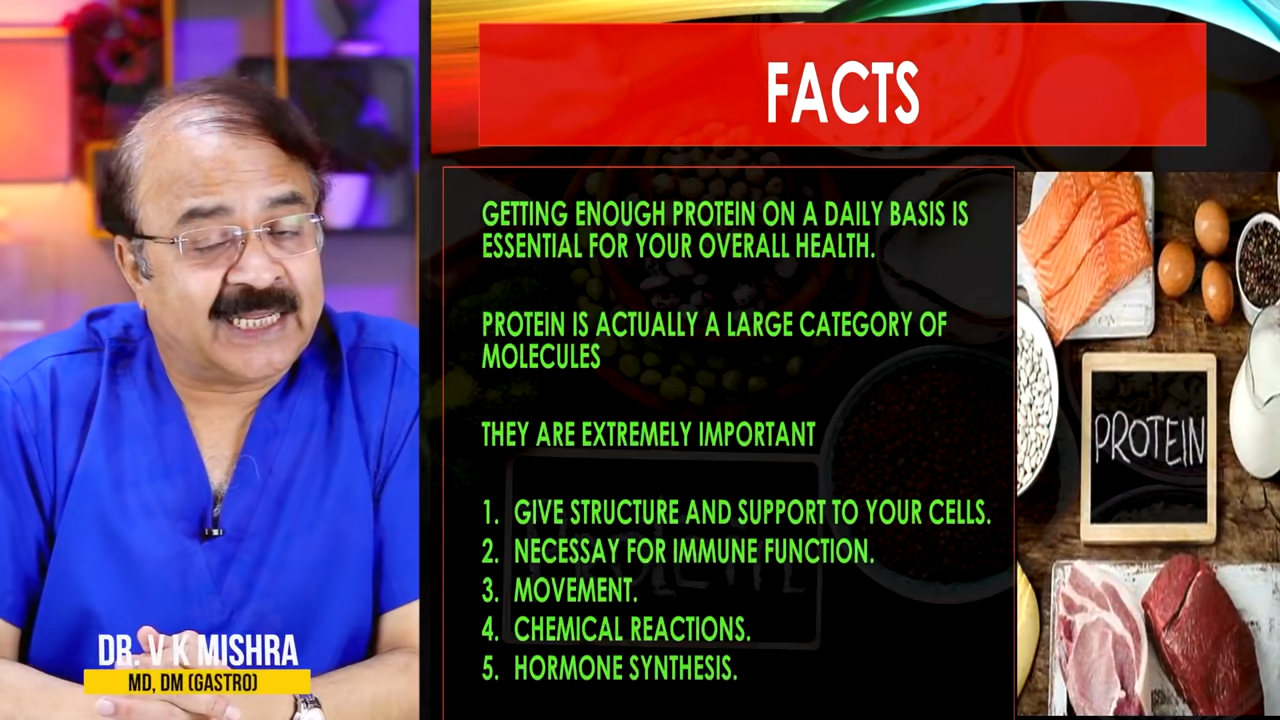 FACTS
GETTING ENOUGH PROTEIN ON A DAILY BASIS IS
ESSENTIAL FOR YOUR OVERALL HEALTH.
PROTEIN IS ACTUALLY A LARGE CATEGORY OF
MOLECULES
THEY ARE EXTREMELY IMPORTANT
1. GIVE STRUCTURE AND SUPPORT TO YOUR CELLS.
2. NECESSAY FOR IMMUNE FUNCTION.
3. MOVEMENT.
4. CHEMICAL REACTIONS.
5. HORMONE SYNTHESIS.
PROTEIN
DR. V K MISHRA
MD, DM (GASTRO)